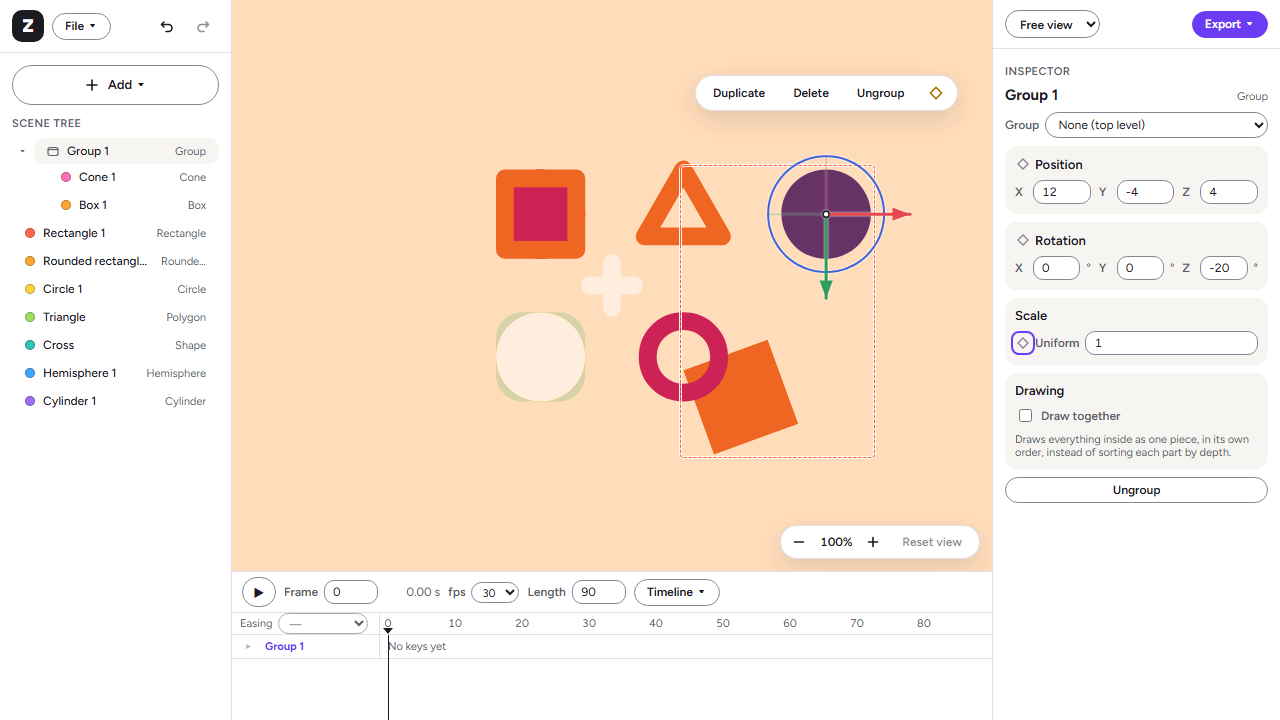 Z
File
Add
SCENE TREE
Group 1 Group
Cone 1 Cone
Box 1 Box
Rectangle 1 Rectangle
Rounded rectangl... Rounde...
Circle 1 Circle
Triangle Polygon
Cross Shape
Hemisphere 1 Hemisphere
Cylinder 1 Cylinder
Duplicate Delete Ungroup
100% Reset view
Frame 0 0.00 s fps 30 Length 90 Timeline
Easing — 0 10 20 30 40 50 60 70 80
Group 1 No keys yet
Free view Export
INSPECTOR
Group 1 Group
Group None (top level)
Position
X 12 Y -4 Z 4
Rotation
X 0 ° Y 0 ° Z -20 °
Scale
Uniform 1
Drawing
Draw together
Draws everything inside as one piece, in its own
order, instead of sorting each part by depth.
Ungroup